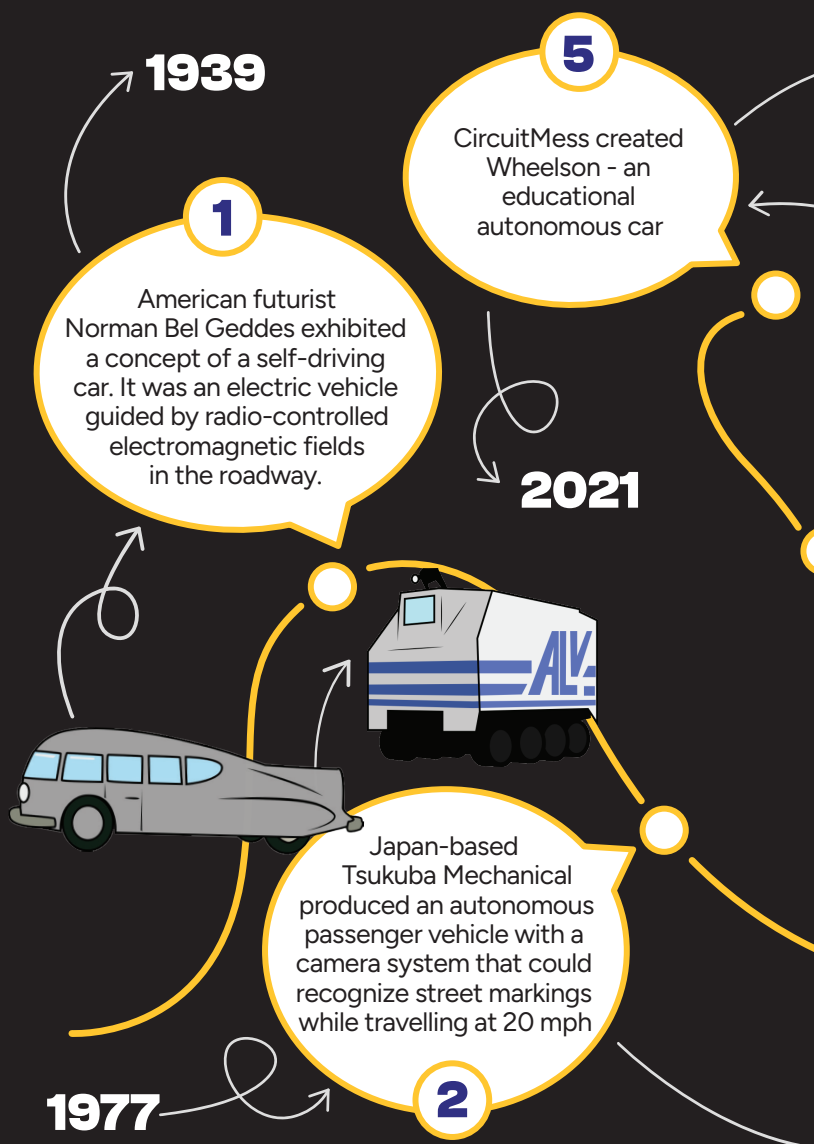 1939
1
American futurist
Norman Bel Geddes exhibited
a concept of a self-driving
car. It was an electric vehicle
guided by radio-controlled
electromagnetic fields
in the roadway.
5
CircuitMess created
Wheelson - an
educational
autonomous car
2021
ALV
Japan-based
Tsukuba Mechanical
produced an autonomous
passenger vehicle with a
camera system that could
recognize street markings
while travelling at 20 mph
2
1977